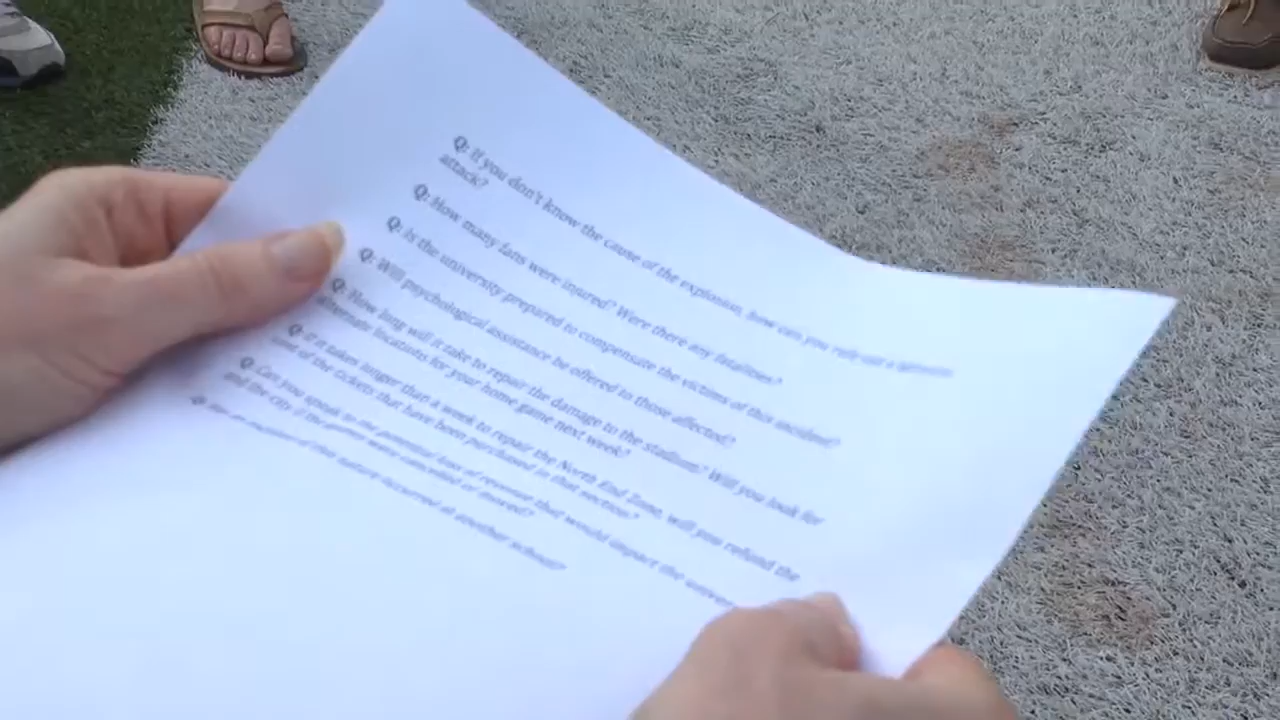 Q: If you don't know the cause of the explosion, how can you rule out a terrorist
attack?
Q: How many fans were injured? Were there any fatalities?
Q: Is the university prepared to compensate the victims of this incident?
Q: Will psychological assistance be offered to those affected?
Q: How long will it take to repair the damage to the stadium? Will you look for
alternate locations for your home game next week?
Q: If it takes longer than a week to repair the North End Zone, will you refund the
cost of the tickets that have been purchased in that section?
Q: Can you speak to the potential loss of revenue that would impact the
and the city if the games were cancelled or moved?
Q: of this nature occurred at another school?